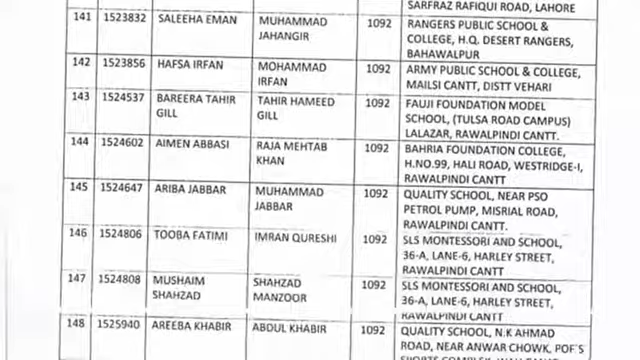 SARFRAZ RAFIQUI ROAD, LAHORE
141 1523832 SALEEHA EMAN MUHAMMAD 1092 RANGERS PUBLIC SCHOOL &
JAHANGIR COLLEGE, H.Q. DESERT RANGERS,
BAHAWALPUR
142 1523856 HAFSA IRFAN MOHAMMAD 1092 ARMY PUBLIC SCHOOL & COLLEGE,
IRFAN MAILSI CANTT, DISTT VEHARI
143 1524537 BAREERA TAHIR TAHIR HAMEED 1092 FAUJI FOUNDATION MODEL
GILL GILL SCHOOL, (TULSA ROAD CAMPUS)
LALAZAR, RAWALPINDI CANTT.
144 1524602 AIMEN ABBASI RAJA MEHTAB 1092 BAHRIA FOUNDATION COLLEGE,
KHAN H.NO.99, HALI ROAD, WESTRIDGE-I,
RAWALPINDI CANTT
145 1524647 ARIBA JABBAR MUHAMMAD 1092 QUALITY SCHOOL, NEAR PSO
JABBAR PETROL PUMP, MISRIAL ROAD,
RAWALPINDI CANTT.
146 1524806 TOOBA FATIMI IMRAN QURESHI 1092 SLS MONTESSORI AND SCHOOL,
36-A, LANE-6, HARLEY STREET,
RAWALPINDI CANTT
147 1524808 MUSHAIM SHAHZAD 1092 SLS MONTESSORI AND SCHOOL,
SHAHZAD MANZOOR 36-A, LANE-6, HARLEY STREET,
RAWALPINDI CANTT
148 1525940 AREEBA KHABIR ABDUL KHABIR 1092 QUALITY SCHOOL, N.K AHMAD
ROAD, NEAR ANWAR CHOWK, POF'S
SPORTS COMPLEX,